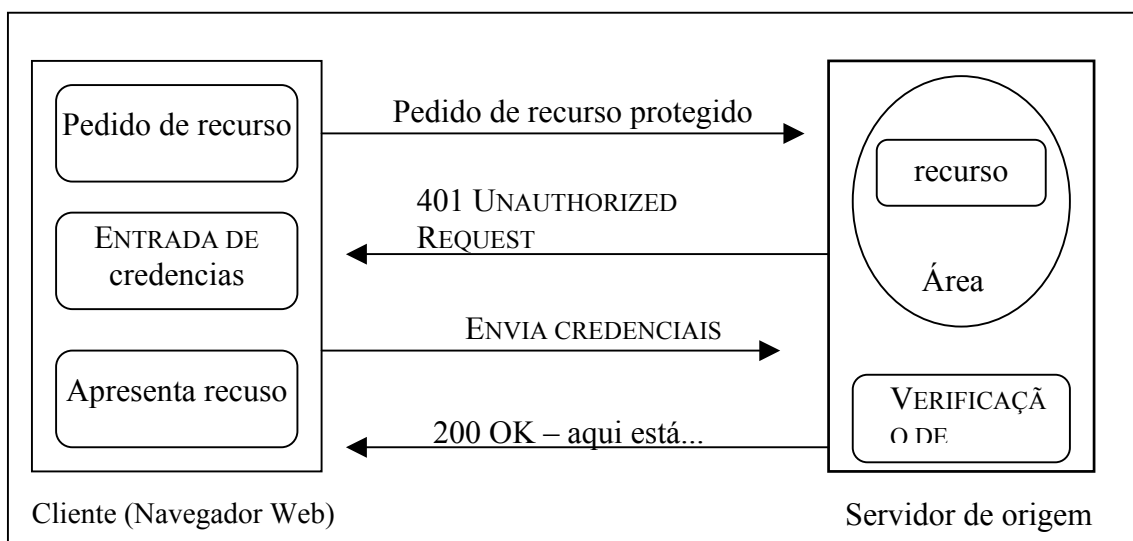 Pedido de recurso
Pedido de recurso protegido
recurso
401 UNAUTHORIZED
REQUEST
ENTRADA DE
credencias
Área
ENVIA CREDENCIAIS
Apresenta recuso
VERIFICAÇÃ
O DE
200 OK – aqui está...
Cliente (Navegador Web)
Servidor de origem